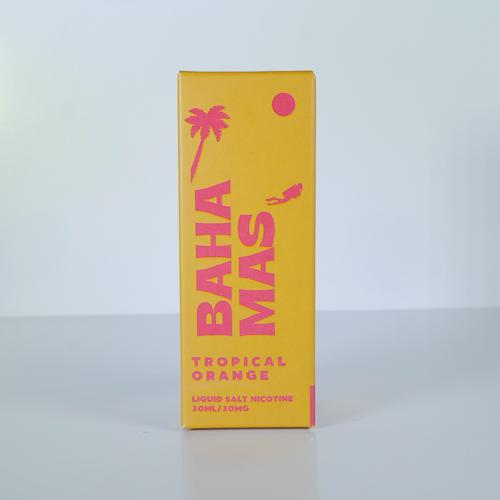 BAHA
MAS
TROPICAL
ORANGE
LIQUID SALT NICOTINE
30ML/30MG